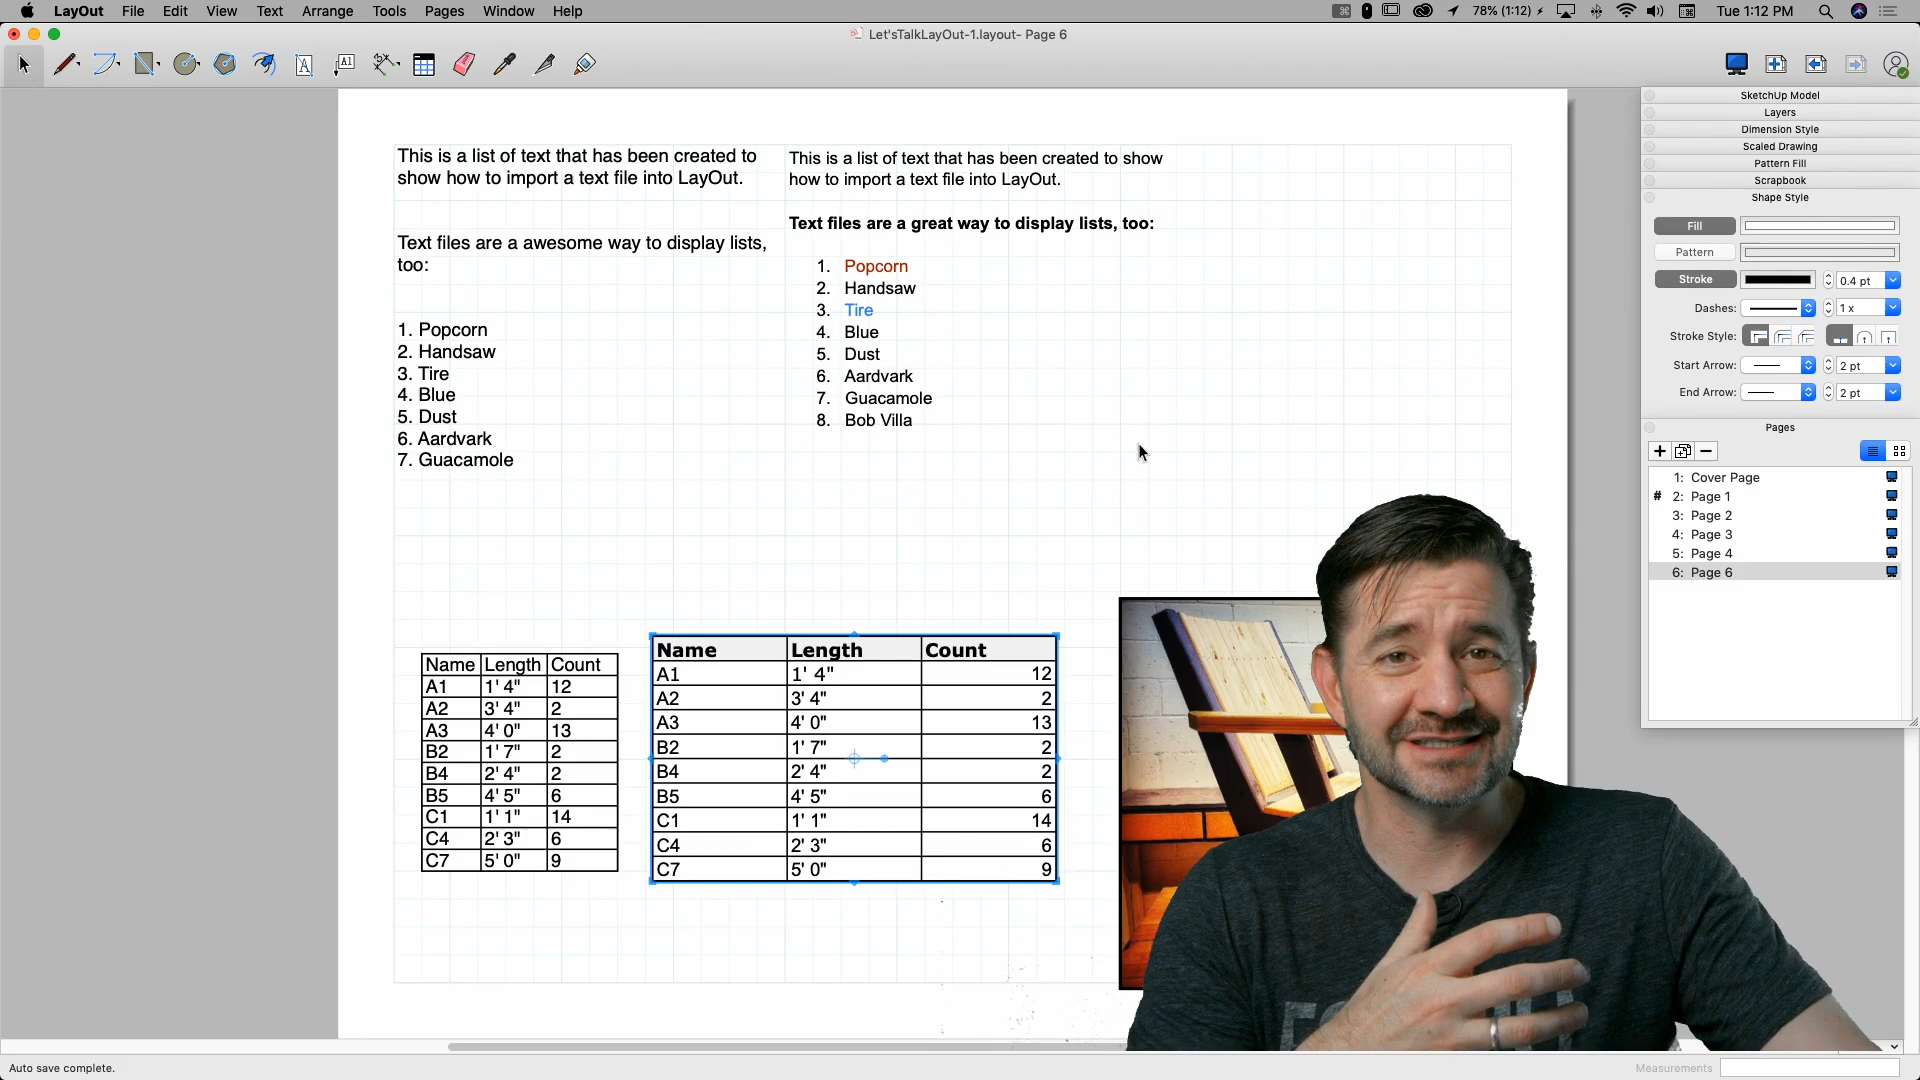 LayOut File Edit View Text Arrange Tools Pages Window Help
78% (1:12) Tue 1:12 PM
Let'sTalkLayOut-1.layout- Page 6
A
A1
This is a list of text that has been created to
show how to import a text file into LayOut.
Text files are a awesome way to display lists,
too:
1. Popcorn
2. Handsaw
3. Tire
4. Blue
5. Dust
6. Aardvark
7. Guacamole
This is a list of text that has been created to show
how to import a text file into LayOut.
Text files are a great way to display lists, too:
1. Popcorn
2. Handsaw
3. Tire
4. Blue
5. Dust
6. Aardvark
7. Guacamole
8. Bob Villa
Name Length Count
A1 1' 4" 12
A2 3' 4" 2
A3 4' 0" 13
B2 1' 7" 2
B4 2' 4" 2
B5 4' 5" 6
C1 1' 1" 14
C4 2' 3" 6
C7 5' 0" 9
Name Length Count
A1 1' 4" 12
A2 3' 4" 2
A3 4' 0" 13
B2 1' 7" 2
B4 2' 4" 2
B5 4' 5" 6
C1 1' 1" 14
C4 2' 3" 6
C7 5' 0" 9
SketchUp Model
Layers
Dimension Style
Scaled Drawing
Pattern Fill
Scrapbook
Shape Style
Fill
Pattern
Stroke 0.4 pt
Dashes: 1 x
Stroke Style:
Start Arrow: 2 pt
End Arrow: 2 pt
Pages
1: Cover Page
# 2: Page 1
3: Page 2
4: Page 3
5: Page 4
6: Page 6
Auto save complete.
Measurements